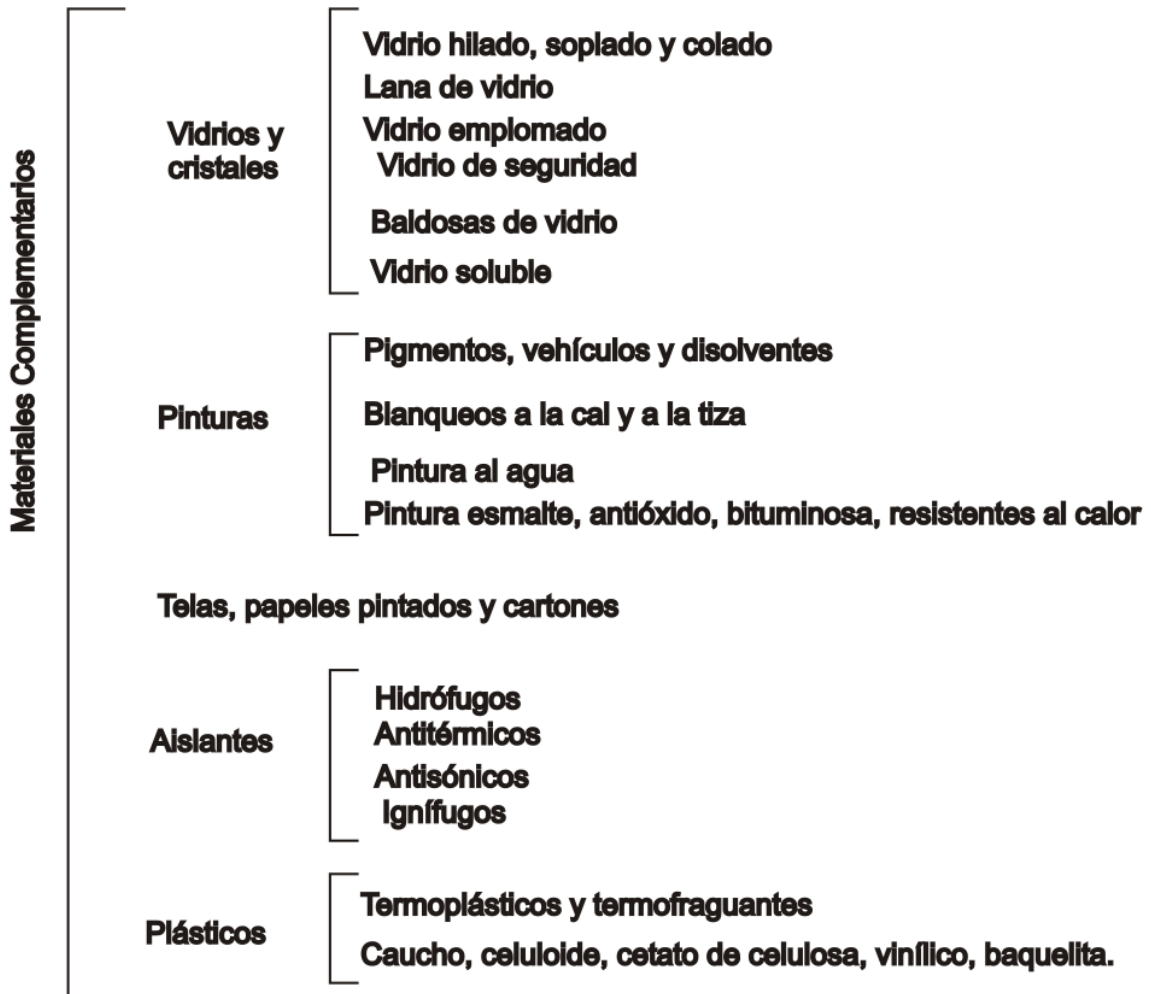 Materiales Complementarios
Vidrios y
cristales
Vidrio hilado, soplado y colado
Lana de vidrio
Vidrio emplomado
Vidrio de seguridad
Baldosas de vidrio
Vidrio soluble
Pinturas
Pigmentos, vehículos y disolventes
Blanqueos a la cal y a la tiza
Pintura al agua
Pintura esmalte, antióxido, bituminosa, resistentes al calor
Telas, papeles pintados y cartones
Aislantes
Hidrófugos
Antitérmicos
Antisónicos
Ignífugos
Plásticos
Termoplásticos y termofraguantes
Caucho, celuloide, cetato de celulosa, vinílico, baquelita.